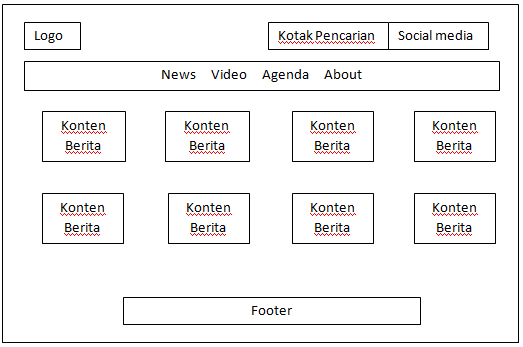 Logo
Kotak Pencarian
Social media
News Video Agenda About
Konten
Berita
Konten
Berita
Konten
Berita
Konten
Berita
Konten
Berita
Konten
Berita
Konten
Berita
Konten
Berita
Footer